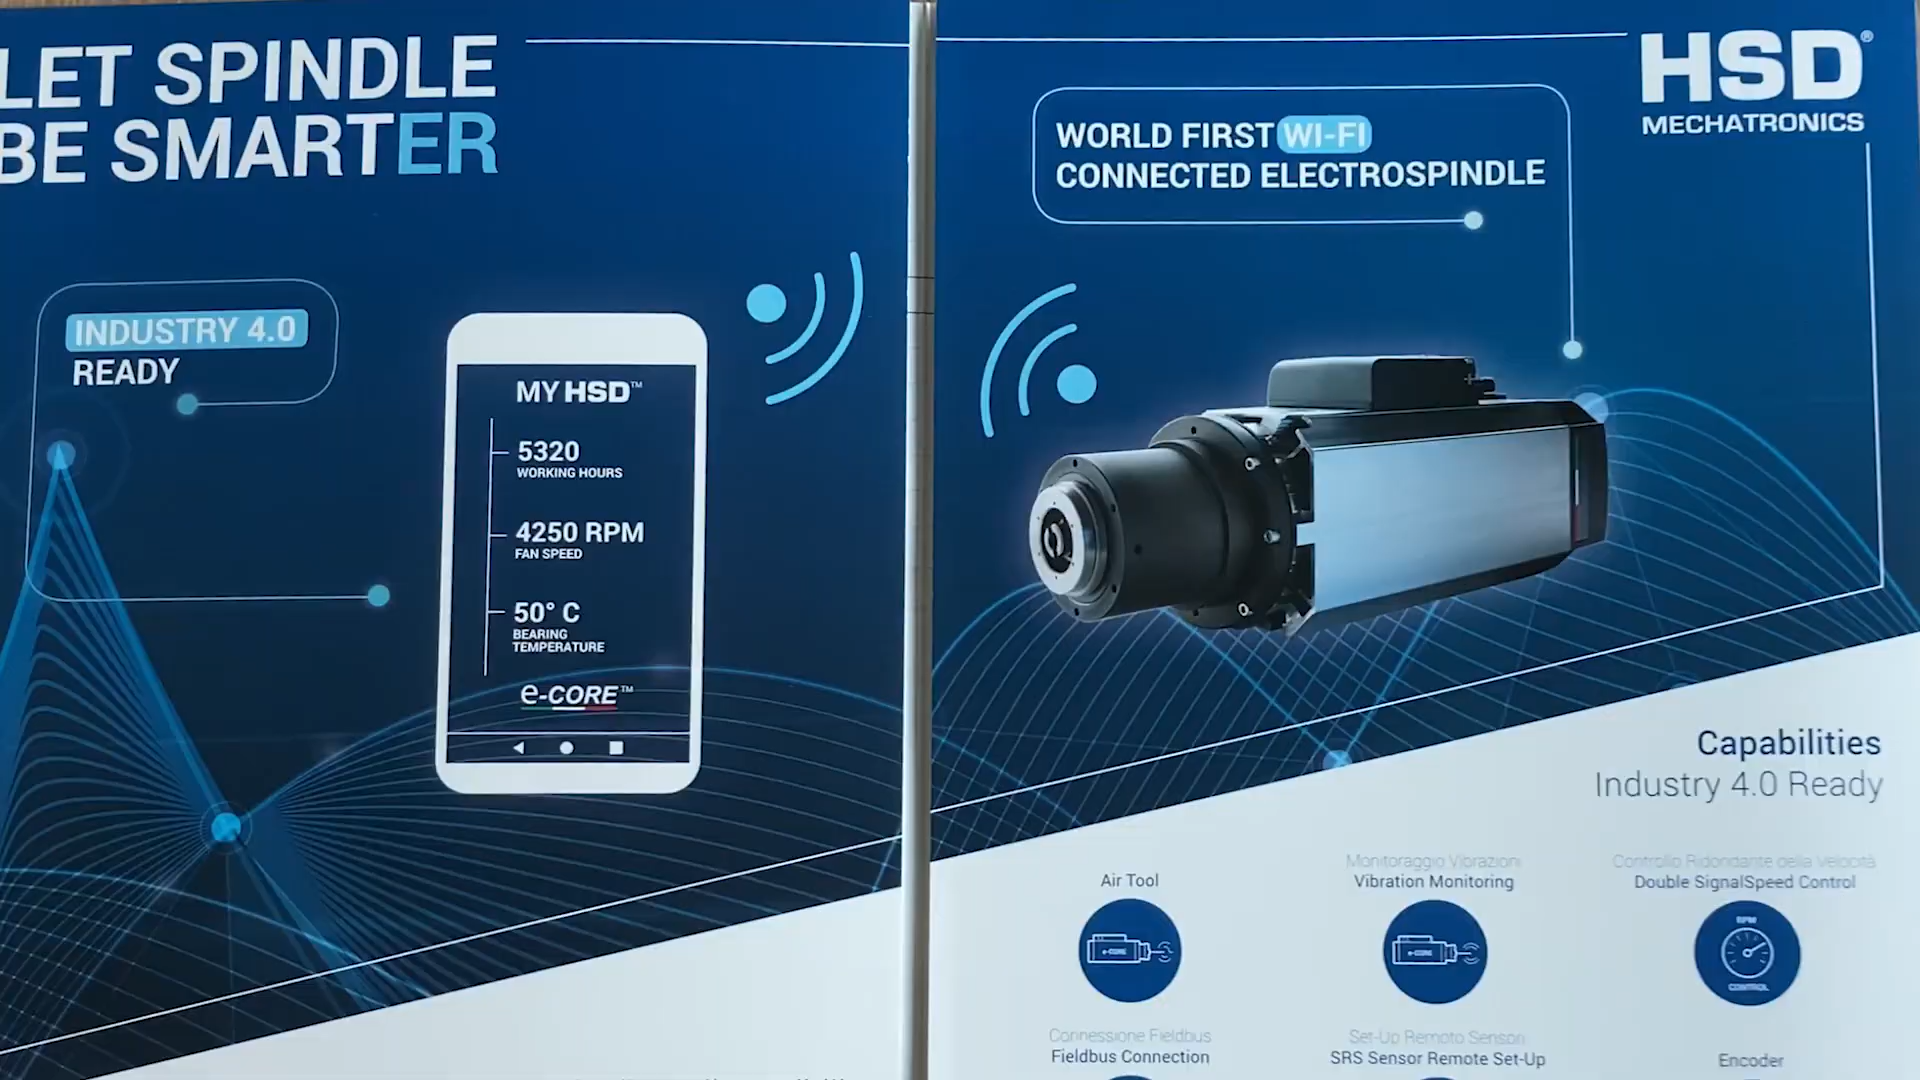 LET SPINDLE
BE SMARTER
INDUSTRY 4.0
READY
MY HSD™
5320
WORKING HOURS
4250 RPM
FAN SPEED
50° C
BEARING
TEMPERATURE
e-CORE™
HSD®
MECHATRONICS
WORLD FIRST WI-FI
CONNECTED ELECTROSPINDLE
Capabilities
Industry 4.0 Ready
Air Tool
e-CORE
Monitoraggio Vibrazioni
Vibration Monitoring
e-CORE
Controllo Ridondante della Velocità
Double SignalSpeed Control
RPM
CONTROL
Connessione Fieldbus
Fieldbus Connection
Set-Up Remoto Sensori
SRS Sensor Remote Set-Up
Encoder